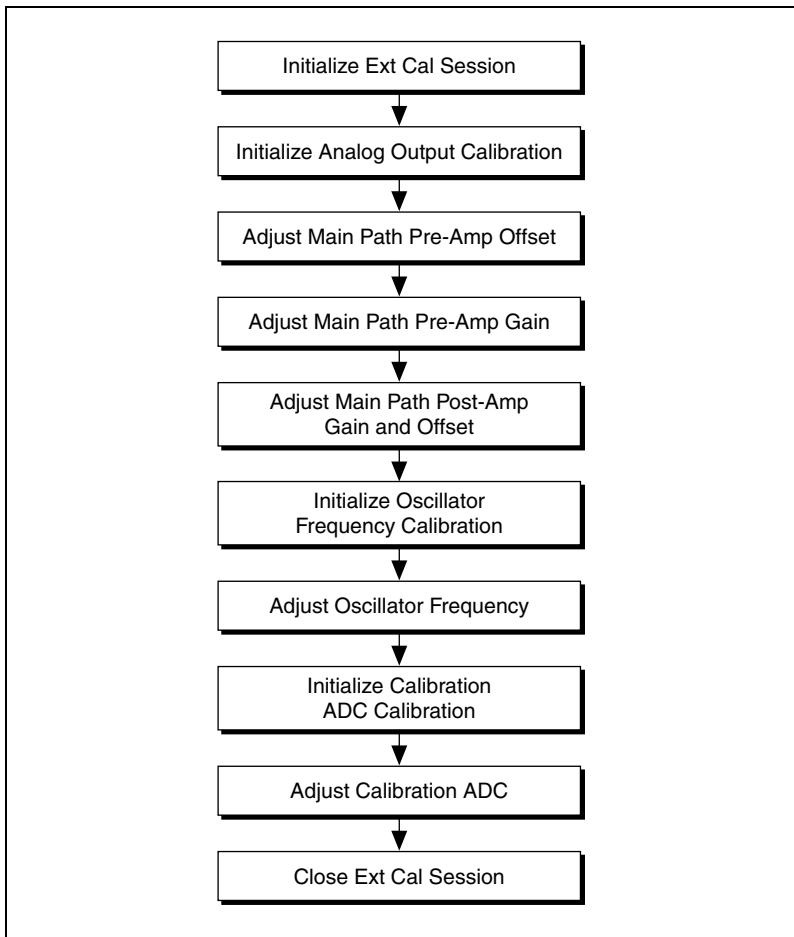 Initialize Ext Cal Session
Initialize Analog Output Calibration
Adjust Main Path Pre-Amp Offset
Adjust Main Path Pre-Amp Gain
Adjust Main Path Post-Amp
Gain and Offset
Initialize Oscillator
Frequency Calibration
Adjust Oscillator Frequency
Initialize Calibration
ADC Calibration
Adjust Calibration ADC
Close Ext Cal Session